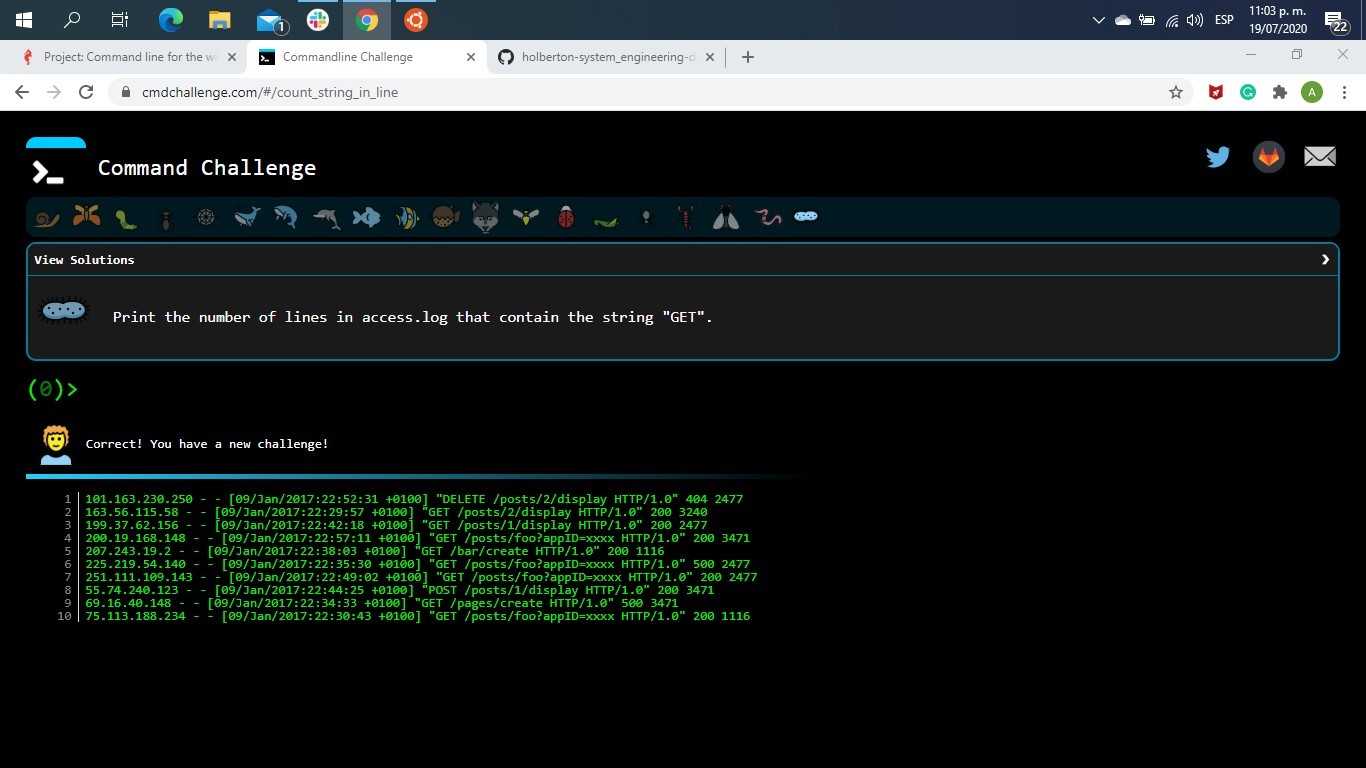 1
ESP
11:03 p. m.
19/07/2020
22
Project: Command line for the w
Commandline Challenge
holberton-system_engineering-d
cmdchallenge.com/#/count_string_in_line
A
Command Challenge
View Solutions
Print the number of lines in access.log that contain the string "GET".
(0)>
Correct! You have a new challenge!
1 101.163.230.250 - - [09/Jan/2017:22:52:31 +0100] "DELETE /posts/2/display HTTP/1.0" 404 2477
2 163.56.115.58 - - [09/Jan/2017:22:29:57 +0100] "GET /posts/2/display HTTP/1.0" 200 3240
3 199.37.62.156 - - [09/Jan/2017:22:42:18 +0100] "GET /posts/1/display HTTP/1.0" 200 2477
4 200.19.168.148 - - [09/Jan/2017:22:57:11 +0100] "GET /posts/foo?appID=xxxx HTTP/1.0" 200 3471
5 207.243.19.2 - - [09/Jan/2017:22:38:03 +0100] "GET /bar/create HTTP/1.0" 200 1116
6 225.219.54.140 - - [09/Jan/2017:22:35:30 +0100] "GET /posts/foo?appID=xxxx HTTP/1.0" 500 2477
7 251.111.109.143 - - [09/Jan/2017:22:49:02 +0100] "GET /posts/foo?appID=xxxx HTTP/1.0" 200 2477
8 55.74.240.123 - - [09/Jan/2017:22:44:25 +0100] "POST /posts/1/display HTTP/1.0" 200 3471
9 69.16.40.148 - - [09/Jan/2017:22:34:33 +0100] "GET /pages/create HTTP/1.0" 500 3471
10 75.113.188.234 - - [09/Jan/2017:22:30:43 +0100] "GET /posts/foo?appID=xxxx HTTP/1.0" 200 1116